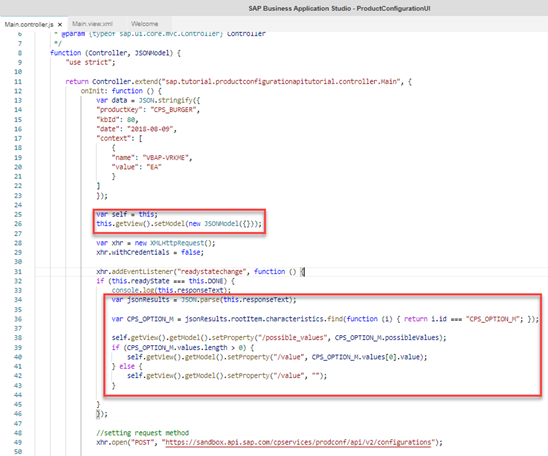 SAP Business Application Studio - ProductConfigurationUI
Main.controller.js × Main.view.xml Welcome
6 * @param {typeof sap.ui.core.mvc.Controller} Controller
7 */
8 function (Controller, JSONModel) {
9 "use strict";
10
11 return Controller.extend("sap.tutorial.productconfigurationapitutorial.controller.Main", {
12 onInit: function () {
13 var data = JSON.stringify({
14 "productKey": "CPS_BURGER",
15 "kbId": 80,
16 "date": "2018-08-09",
17 "context": [
18 {
19 "name": "VBAP-VRKME",
20 "value": "EA"
21 }
22 ]
23 });
24
25 var self = this;
26 this.getView().setModel(new JSONModel({}));
27
28 var xhr = new XMLHttpRequest();
29 xhr.withCredentials = false;
30
31 xhr.addEventListener("readystatechange", function () {
32 if (this.readyState === this.DONE) {
33 console.log(this.responseText);
34 var jsonResults = JSON.parse(this.responseText);
35
36 var CPS_OPTION_M = jsonResults.rootItem.characteristics.find(function (i) { return i.id === "CPS_OPTION_M"; });
37
38 self.getView().getModel().setProperty("/possible_values", CPS_OPTION_M.possibleValues);
39 if (CPS_OPTION_M.values.length > 0) {
40 self.getView().getModel().setProperty("/value", CPS_OPTION_M.values[0].value);
41 } else {
42 self.getView().getModel().setProperty("/value", "");
43 }
44
45 }
46 });
47
48 //setting request method
49 xhr.open("POST", "https://sandbox.api.sap.com/cpservices/prodconf/api/v2/configurations");